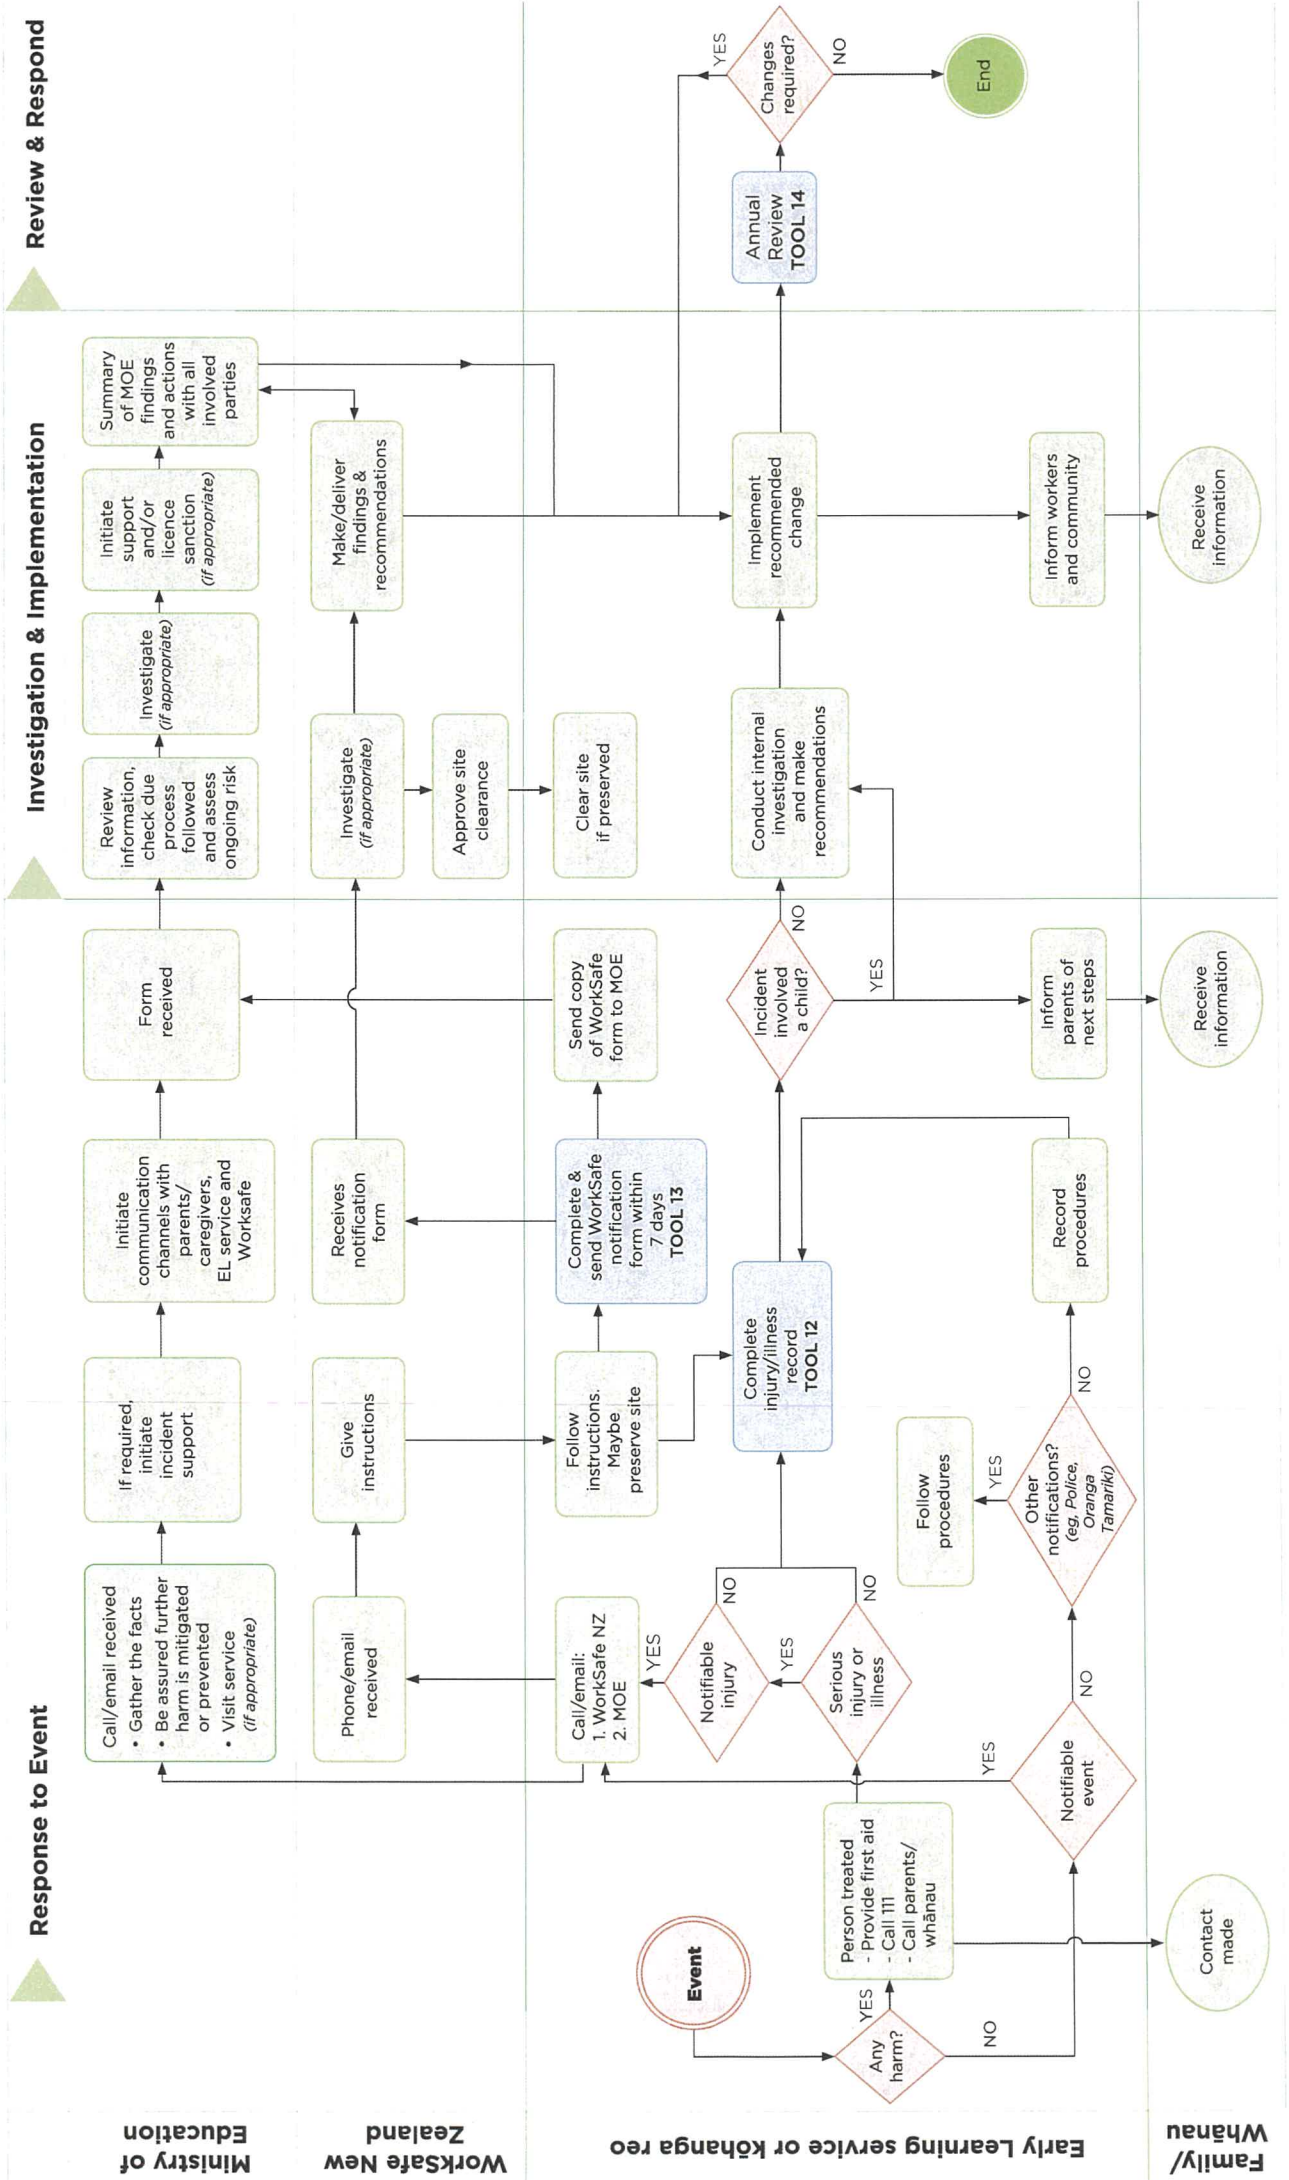 Response to Event
Investigation & Implementation
Review & Respond
Ministry of
Education
Call/email received
• Gather the facts
• Be assured further
harm is mitigated
or prevented
• Visit service
(if appropriate)
If required,
initiate
incident
support
Initiate
communication
channels with
parents/
caregivers,
EL service and
Worksafe
Form
received
Review
information,
check due
process
followed
and assess
ongoing risk
Investigate
(if appropriate)
Initiate
support
and/or
licence
sanction
(if appropriate)
Summary
of MOE
findings
and actions
with all
involved
parties
WorkSafe New
Zealand
Phone/email
received
Give
instructions
Receives
notification
form
Investigate
(if appropriate)
Make/deliver
findings &
recommendations
Approve site
clearance
Early Learning service or kōhanga reo
Call/email:
1. WorkSafe NZ
2. MOE
Follow
instructions.
Maybe
preserve site
Complete &
send WorkSafe
notification
form within
7 days
TOOL 13
Send copy
of WorkSafe
form to MOE
Clear site
if preserved
Event
Any
harm?
YES
NO
Person treated
- Provide first aid
- Call 111
- Call parents/
whānau
Serious
injury or
illness
YES
NO
Notifiable
injury
YES
NO
Complete
injury/illness
record
TOOL 12
Incident
involved
a child?
NO
YES
Conduct internal
investigation
and make
recommendations
Implement
recommended
change
Annual
Review
TOOL 14
Changes
required?
YES
NO
End
Notifiable
event
YES
NO
Other
notifications?
(eg, Police,
Oranga
Tamariki)
YES
NO
Follow
procedures
Record
procedures
Inform
parents of
next steps
Inform workers
and community
Family/
Whānau
Contact
made
Receive
information
Receive
information